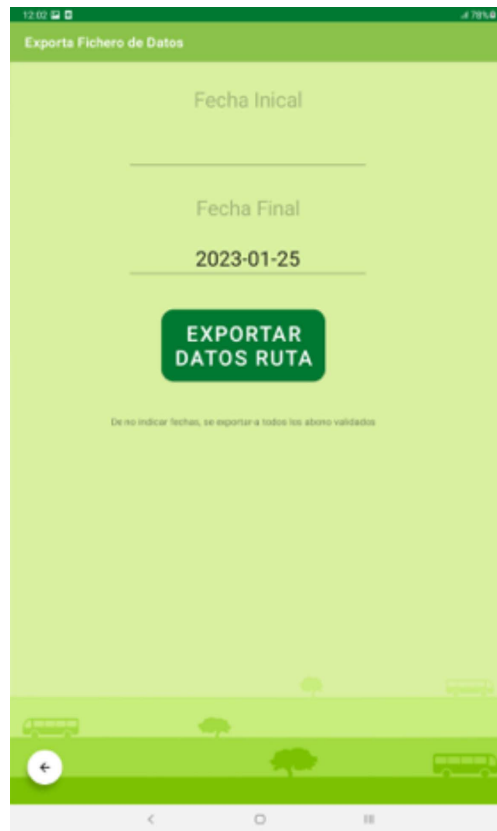 12:02
78%
Exporta Fichero de Datos
Fecha Inical
Fecha Final
2023-01-25
EXPORTAR
DATOS RUTA
De no indicar fechas, se exportar-a todos los abono validados